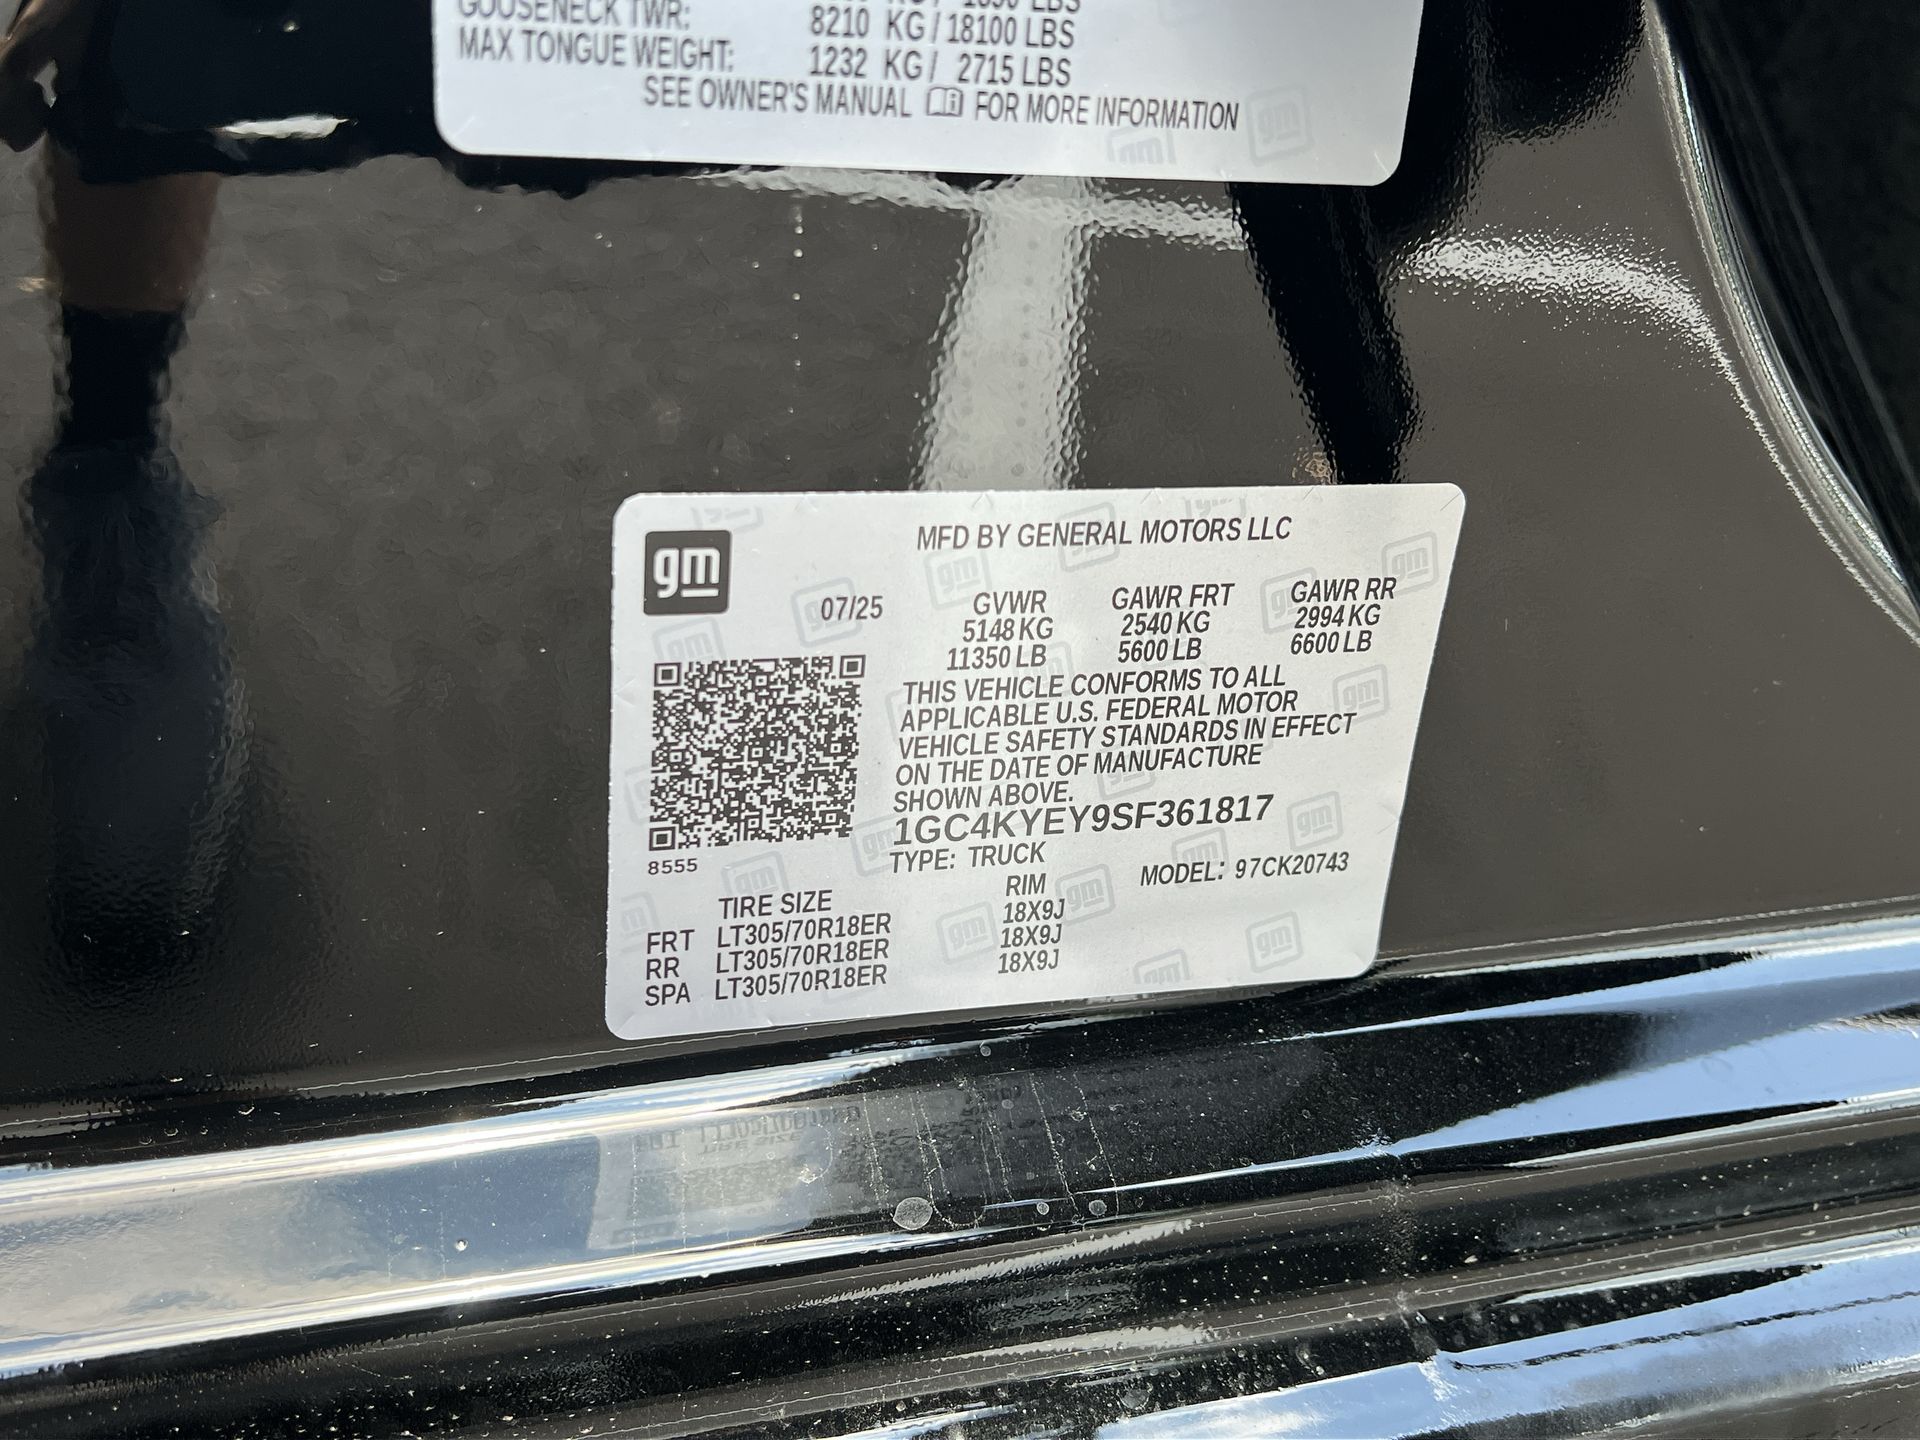 GOOSENECK TWR: 8210 KG / 18100 LBS
MAX TONGUE WEIGHT: 1232 KG / 2715 LBS
SEE OWNER'S MANUAL FOR MORE INFORMATION
gm
MFD BY GENERAL MOTORS LLC
07/25
GVWR GAWR FRT GAWR RR
5148 KG 2540 KG 2994 KG
11350 LB 5600 LB 6600 LB
THIS VEHICLE CONFORMS TO ALL
APPLICABLE U.S. FEDERAL MOTOR
VEHICLE SAFETY STANDARDS IN EFFECT
ON THE DATE OF MANUFACTURE
SHOWN ABOVE.
1GC4KYEY9SF361817
8555
TYPE: TRUCK MODEL: 97CK20743
TIRE SIZE RIM
FRT LT305/70R18ER 18X9J
RR LT305/70R18ER 18X9J
SPA LT305/70R18ER 18X9J